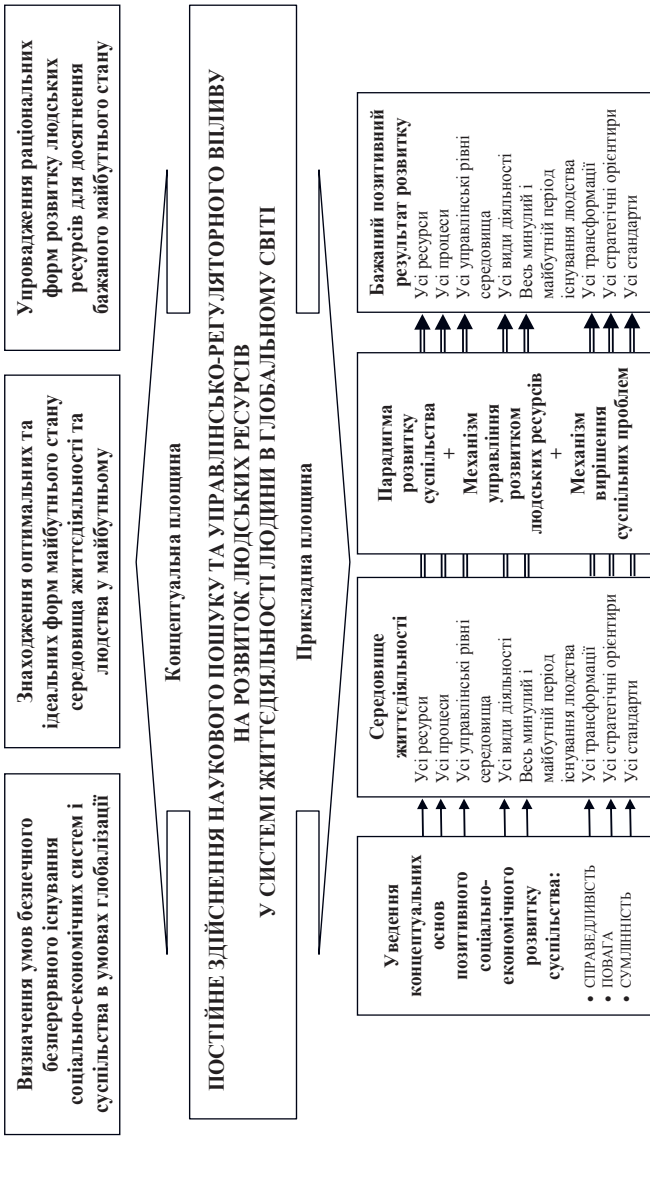 Визначення умов безпечного
безперервного існування
соціально-економічних систем і
суспільства в умовах глобалізації
Знаходження оптимальних та
ідеальних форм майбутнього стану
середовища життєдіяльності та
людства у майбутньому
Упровадження раціональних
форм розвитку людських
ресурсів для досягнення
бажаного майбутнього стану
Концептуальна площина
ПОСТІЙНЕ ЗДІЙСНЕННЯ НАУКОВОГО ПОШУКУ ТА УПРАВЛІНСЬКО-РЕГУЛЯТОРНОГО ВПЛИВУ
НА РОЗВИТОК ЛЮДСЬКИХ РЕСУРСІВ
У СИСТЕМІ ЖИТТЄДІЯЛЬНОСТІ ЛЮДИНИ В ГЛОБАЛЬНОМУ СВІТІ
Прикладна площина
Уведення
концептуальних
основ
позитивного
соціально-
економічного
розвитку
суспільства:
• СПРАВЕДЛИВІСТЬ
• ПОВАГА
• СУМЛІННІСТЬ
Середовище
життєдіяльності
Усі ресурси
Усі процеси
Усі управлінські рівні
середовища
Усі види діяльності
Весь минулий і
майбутній період
існування людства
Усі трансформації
Усі стратегічні орієнтири
Усі стандарти
Парадигма
розвитку
суспільства
+
Механізм
управління
розвитком
людських ресурсів
+
Механізм
вирішення
суспільних проблем
Бажаний позитивний
результат розвитку
Усі ресурси
Усі процеси
Усі управлінські рівні
середовища
Усі види діяльності
Весь минулий і
майбутній період
існування людства
Усі трансформації
Усі стратегічні орієнтири
Усі стандарти